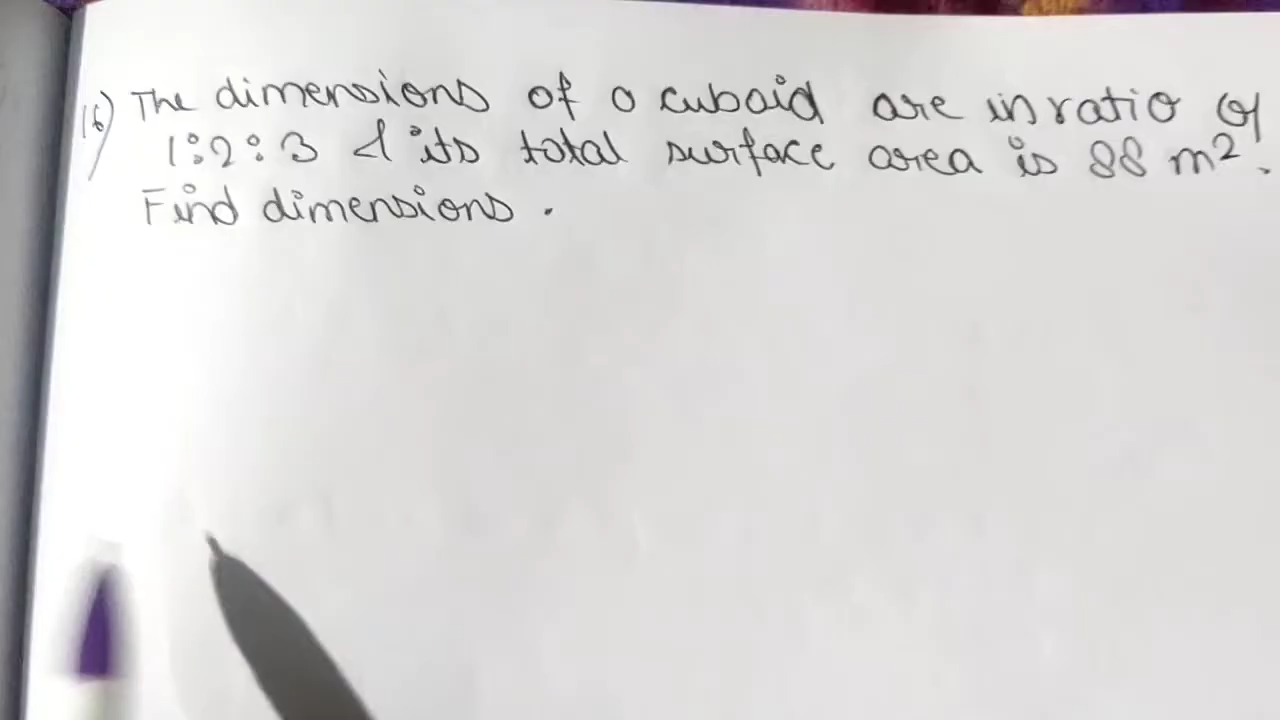 16) The dimensions of a cuboid are in ratio of
1:2:3 & its total surface area is 88 m².
Find dimensions.